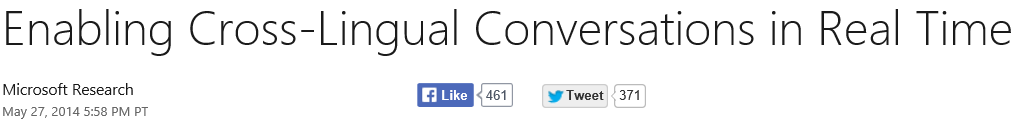 Enabling Cross-Lingual Conversations in Real Time
Microsoft Research
May 27, 2014 5:58 PM PT
Like 461
Tweet 371